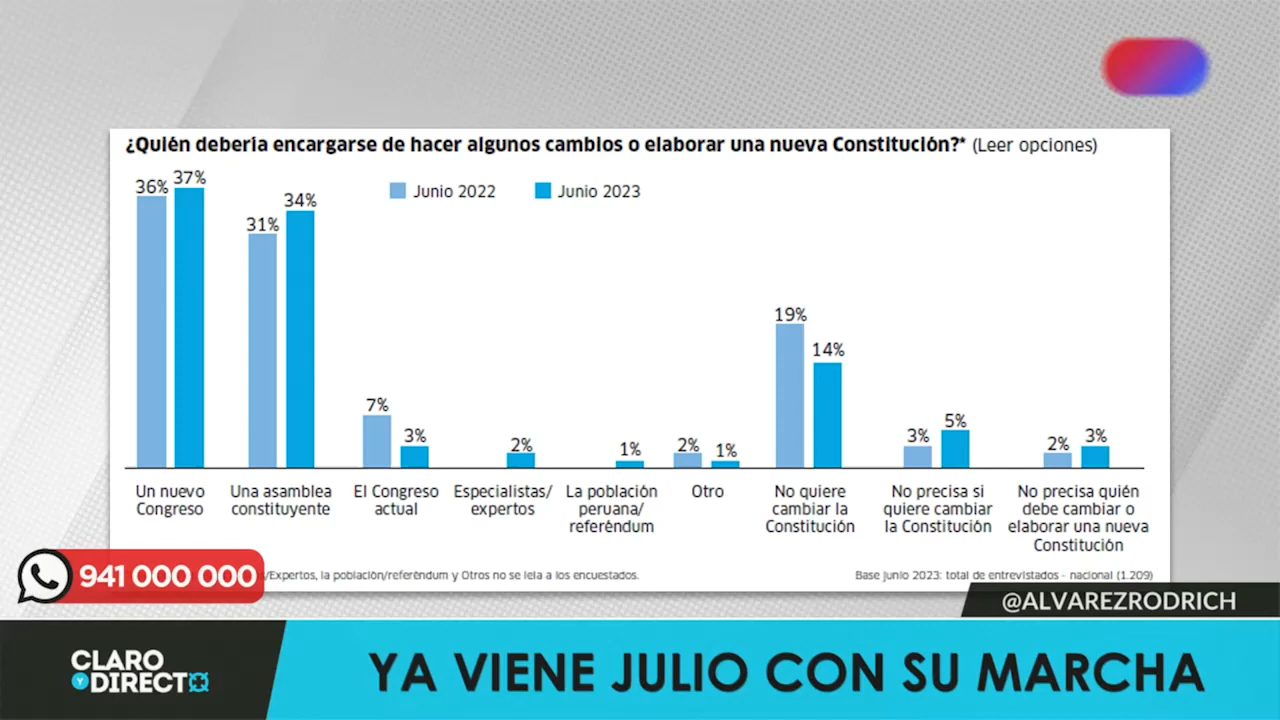 ¿Quién debería encargarse de hacer algunos cambios o elaborar una nueva Constitución?* (Leer opciones)
Junio 2022
Junio 2023
36%
37%
31%
34%
7%
3%
2%
1%
2%
1%
19%
14%
3%
5%
2%
3%
Un nuevo
Congreso
Una asamblea
constituyente
El Congreso
actual
Especialistas/
expertos
La población
peruana/
referéndum
Otro
No quiere
cambiar la
Constitución
No precisa si
quiere cambiar
la Constitución
No precisa quién
debe cambiar o
elaborar una nueva
Constitución
/Expertos, la población/referéndum y Otros no se leía a los encuestados.
Base junio 2023: total de entrevistados - nacional (1.209)
941 000 000
@ALVAREZRODRICH
CLARO
Y DIRECTO
YA VIENE JULIO CON SU MARCHA